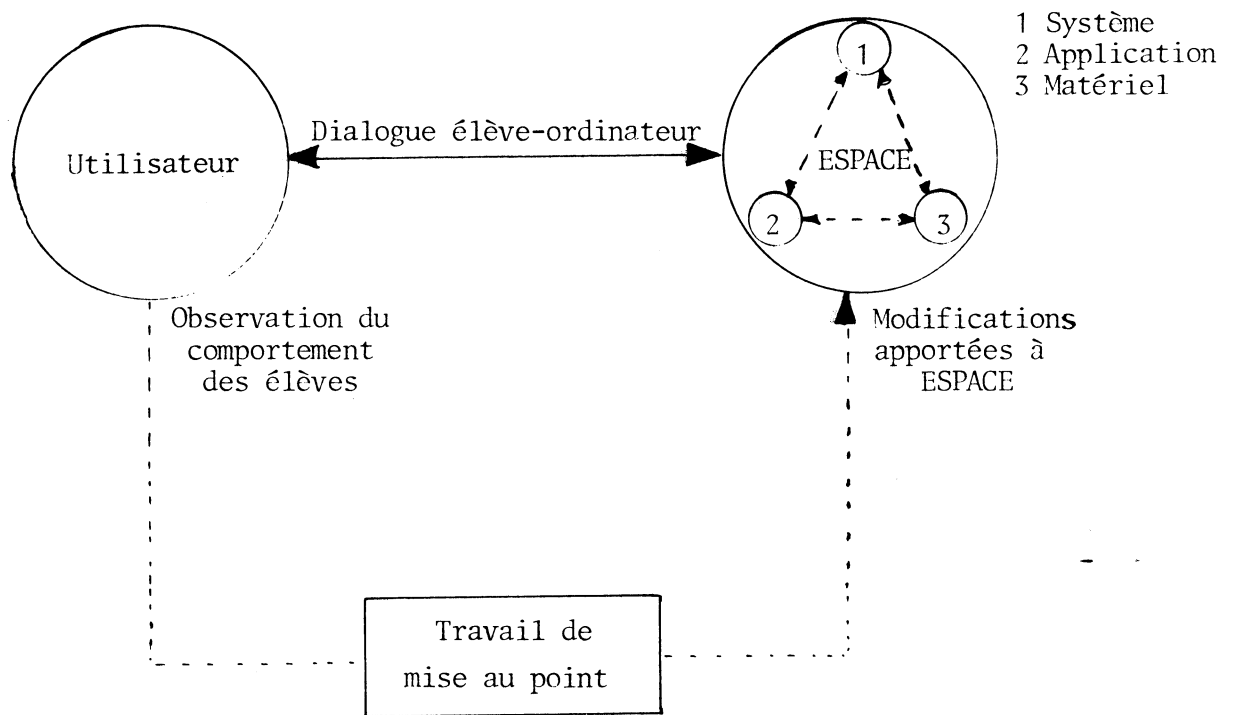 1 Système
2 Application
3 Matériel
1
Dialogue élève-ordinateur
Utilisateur
ESPACE
2
3
Observation du
comportement
des élèves
Modifications
apportées à
ESPACE
Travail de
mise au point